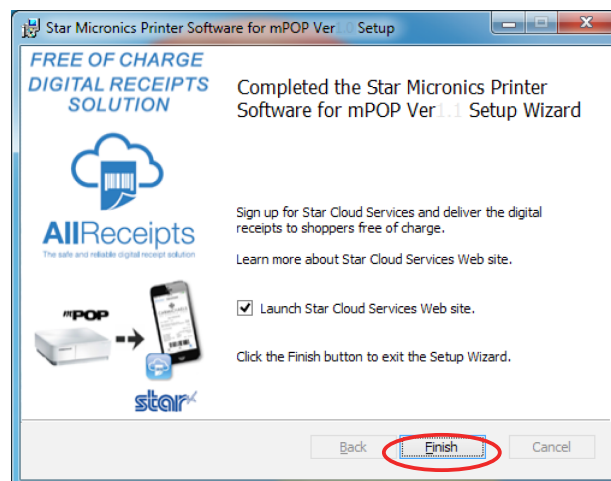 Star Micronics Printer Software for mPOP Ver1.0 Setup
FREE OF CHARGE
DIGITAL RECEIPTS
SOLUTION
Completed the Star Micronics Printer
Software for mPOP Ver1.1 Setup Wizard
AllReceipts
The safe and reliable digital receipt solution
Sign up for Star Cloud Services and deliver the digital
receipts to shoppers free of charge.
Learn more about Star Cloud Services Web site.
mPOP
Launch Star Cloud Services Web site.
Click the Finish button to exit the Setup Wizard.
star
Back
Finish
Cancel